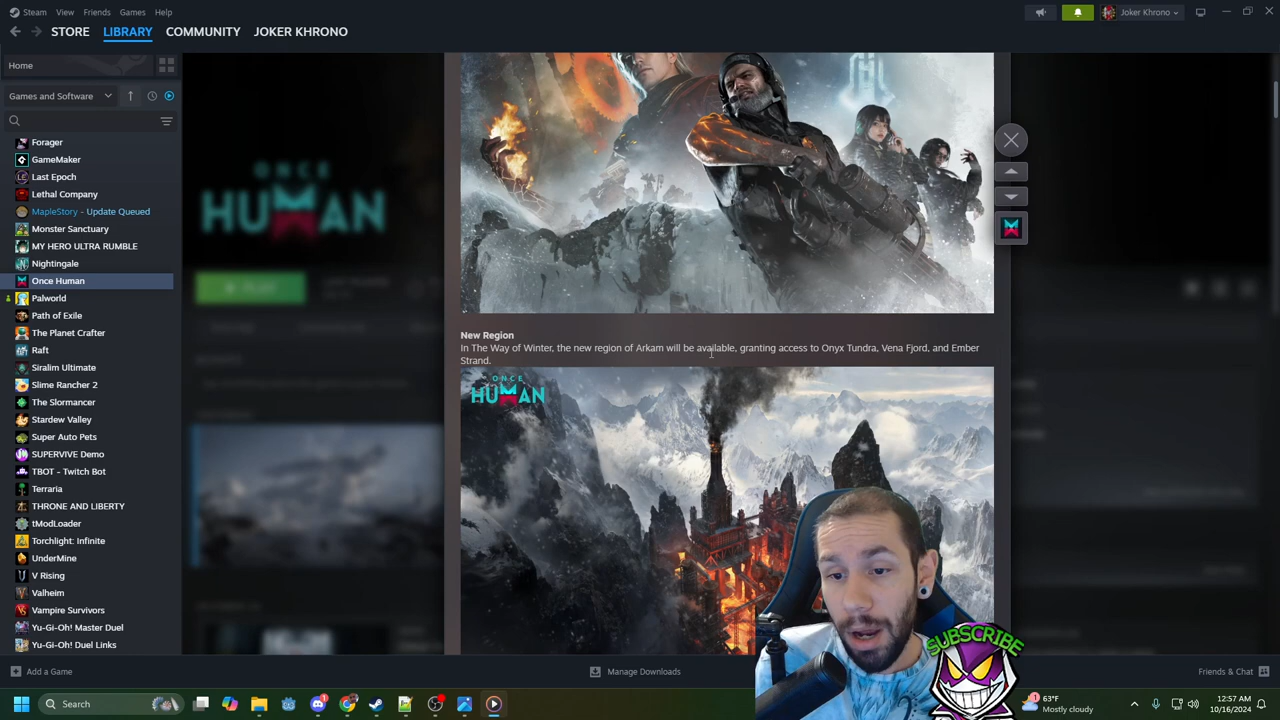 Steam View Friends Games Help
Joker Khrono
STORE LIBRARY COMMUNITY JOKER KHRONO
Home
Games and Software
Forager
GameMaker
Last Epoch
Lethal Company
MapleStory - Update Queued
Monster Sanctuary
MY HERO ULTRA RUMBLE
Nightingale
Once Human
Palworld
Path of Exile
The Planet Crafter
Raft
Siralim Ultimate
Slime Rancher 2
The Slormancer
Stardew Valley
Super Auto Pets
SUPERVIVE Demo
TBOT - Twitch Bot
Terraria
THRONE AND LIBERTY
tModLoader
Torchlight: Infinite
UnderMine
V Rising
Valheim
Vampire Survivors
Yu-Gi-Oh! Master Duel
Yu-Gi-Oh! Duel Links
ONCE
HUMAN
PLAY
New Region
In The Way of Winter, the new region of Arkam will be available, granting access to Onyx Tundra, Vena Fjord, and Ember
Strand.
ONCE
HUMAN
SUBSCRIBE
Add a Game
Manage Downloads
Friends & Chat
Search
1
63°F
Mostly cloudy
12:57 AM
10/16/2024